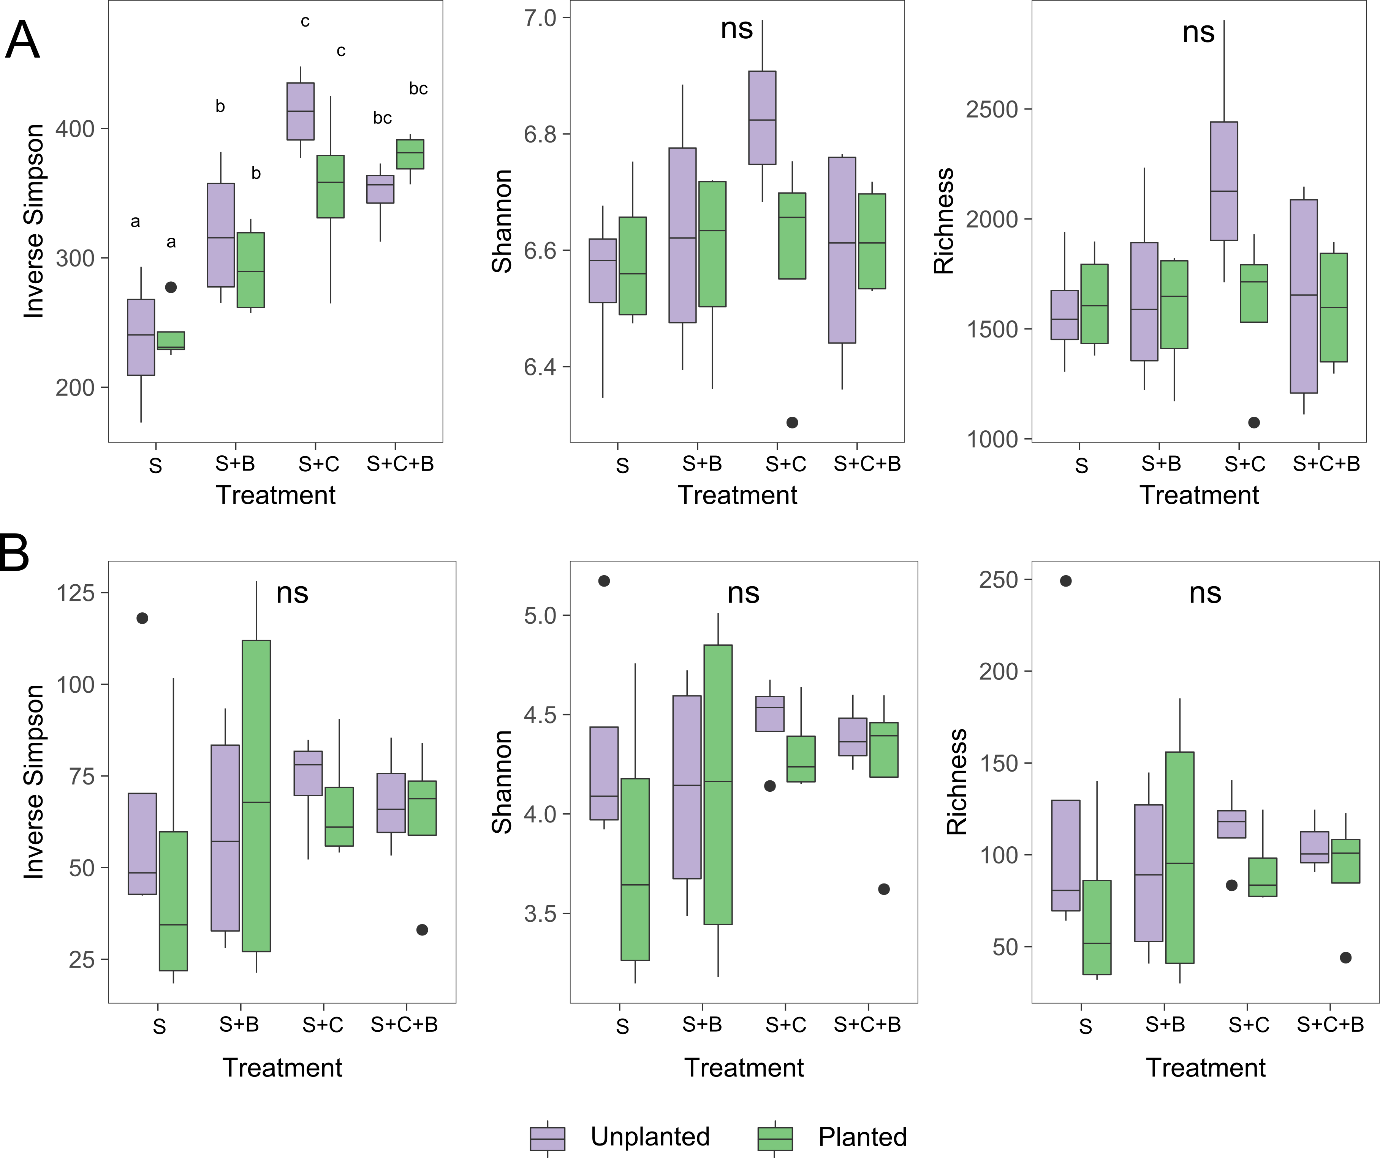 A
Inverse Simpson
400
300
200
a
a
b
b
c
c
bc
bc
S
S+B
S+C
S+C+B
Treatment
Shannon
7.0
6.8
6.6
6.4
ns
S
S+B
S+C
S+C+B
Treatment
Richness
2500
2000
1500
1000
ns
S
S+B
S+C
S+C+B
Treatment
B
Inverse Simpson
125
100
75
50
25
ns
S
S+B
S+C
S+C+B
Treatment
Shannon
5.0
4.5
4.0
3.5
ns
S
S+B
S+C
S+C+B
Treatment
Richness
250
200
150
100
50
ns
S
S+B
S+C
S+C+B
Treatment
Unplanted
Planted